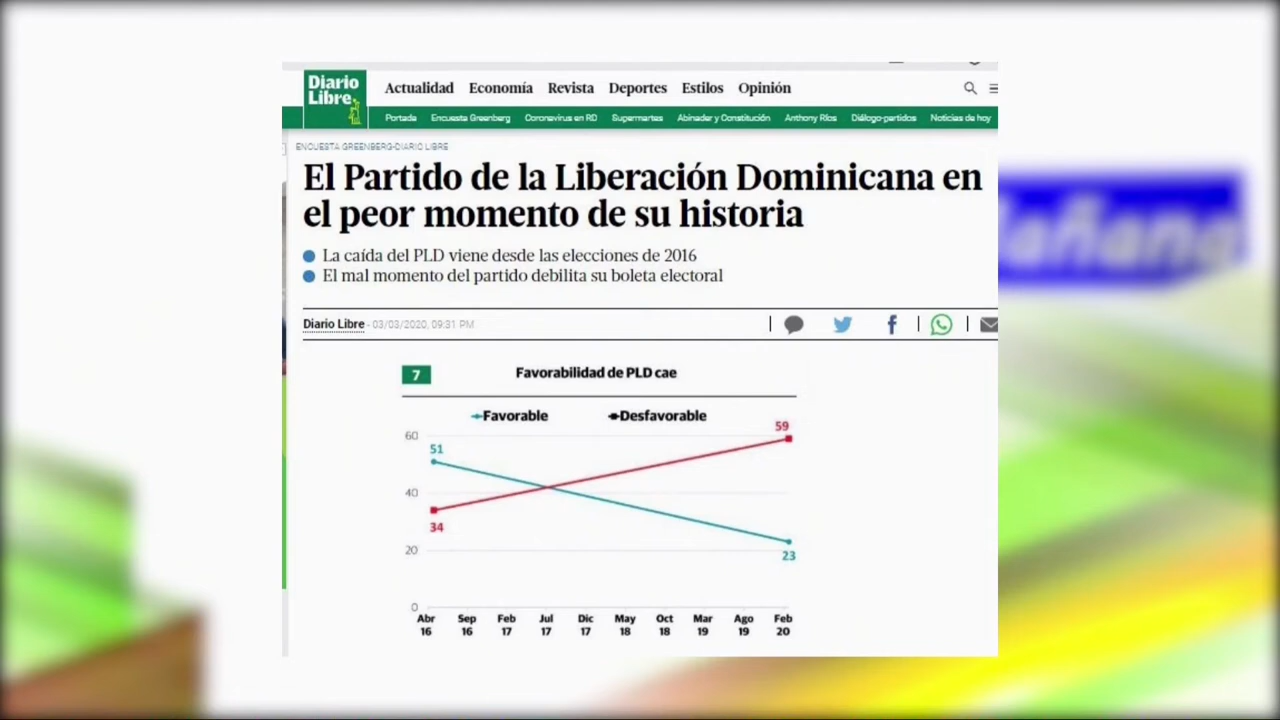 Diario
Libre
Actualidad Economía Revista Deportes Estilos Opinión
Portada Encuesta Greenberg Coronavirus en RD Supermartes Abinader y Constitución Anthony Ríos Diálogo-partidos Noticias de hoy
ENCUESTA GREENBERG-DIARIO LIBRE
El Partido de la Liberación Dominicana en
el peor momento de su historia
La caída del PLD viene desde las elecciones de 2016
El mal momento del partido debilita su boleta electoral
Diario Libre - 03/03/2020, 09:31 PM
7 Favorabilidad de PLD cae
Favorable Desfavorable
60
51
59
40
34
20
23
0
Abr Sep Feb Jul Dic May Oct Mar Ago Feb
16 16 17 17 17 18 18 19 19 20